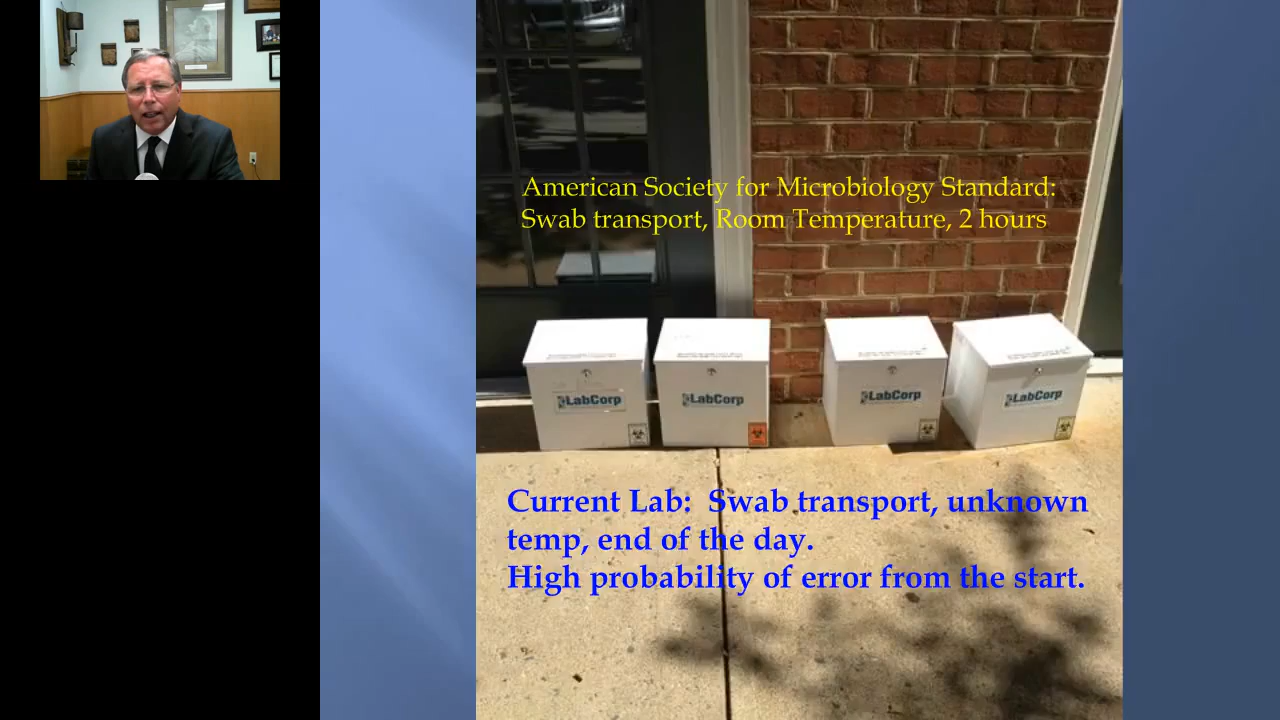 American Society for Microbiology Standard:
Swab transport, Room Temperature, 2 hours
LabCorp
LabCorp
LabCorp
LabCorp
Current Lab:  Swab transport, unknown
temp, end of the day.
High probability of error from the start.